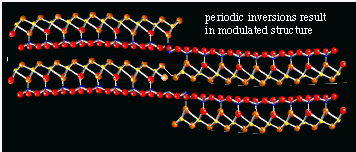 periodic inversions result
in modulated structure